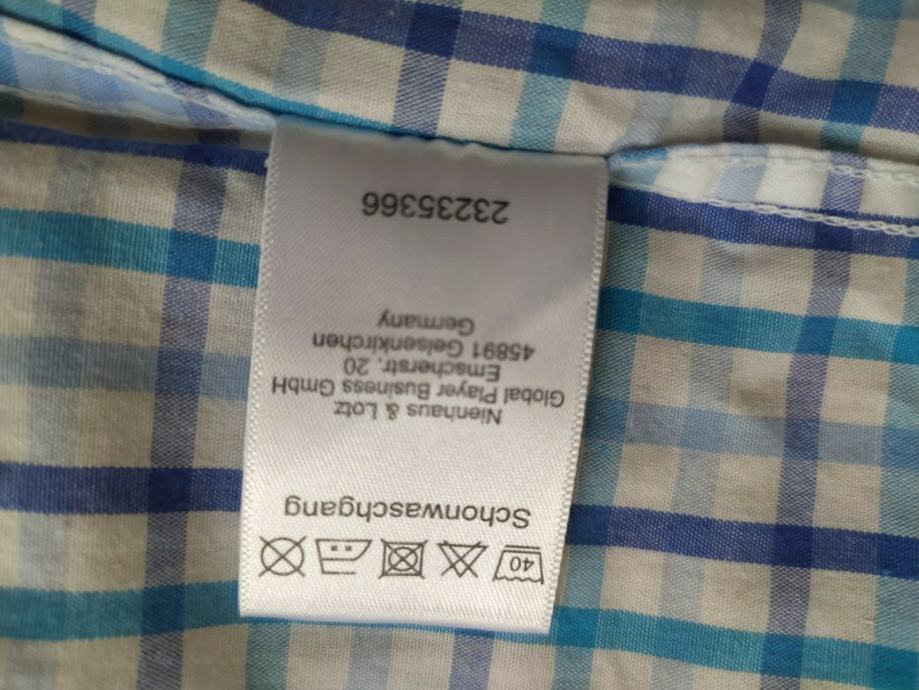 40
Schonwaschgang
Nienhaus & Lotz
Global Player Business GmbH
Emscherstr. 20
45891 Gelsenkirchen
Germany
23235366